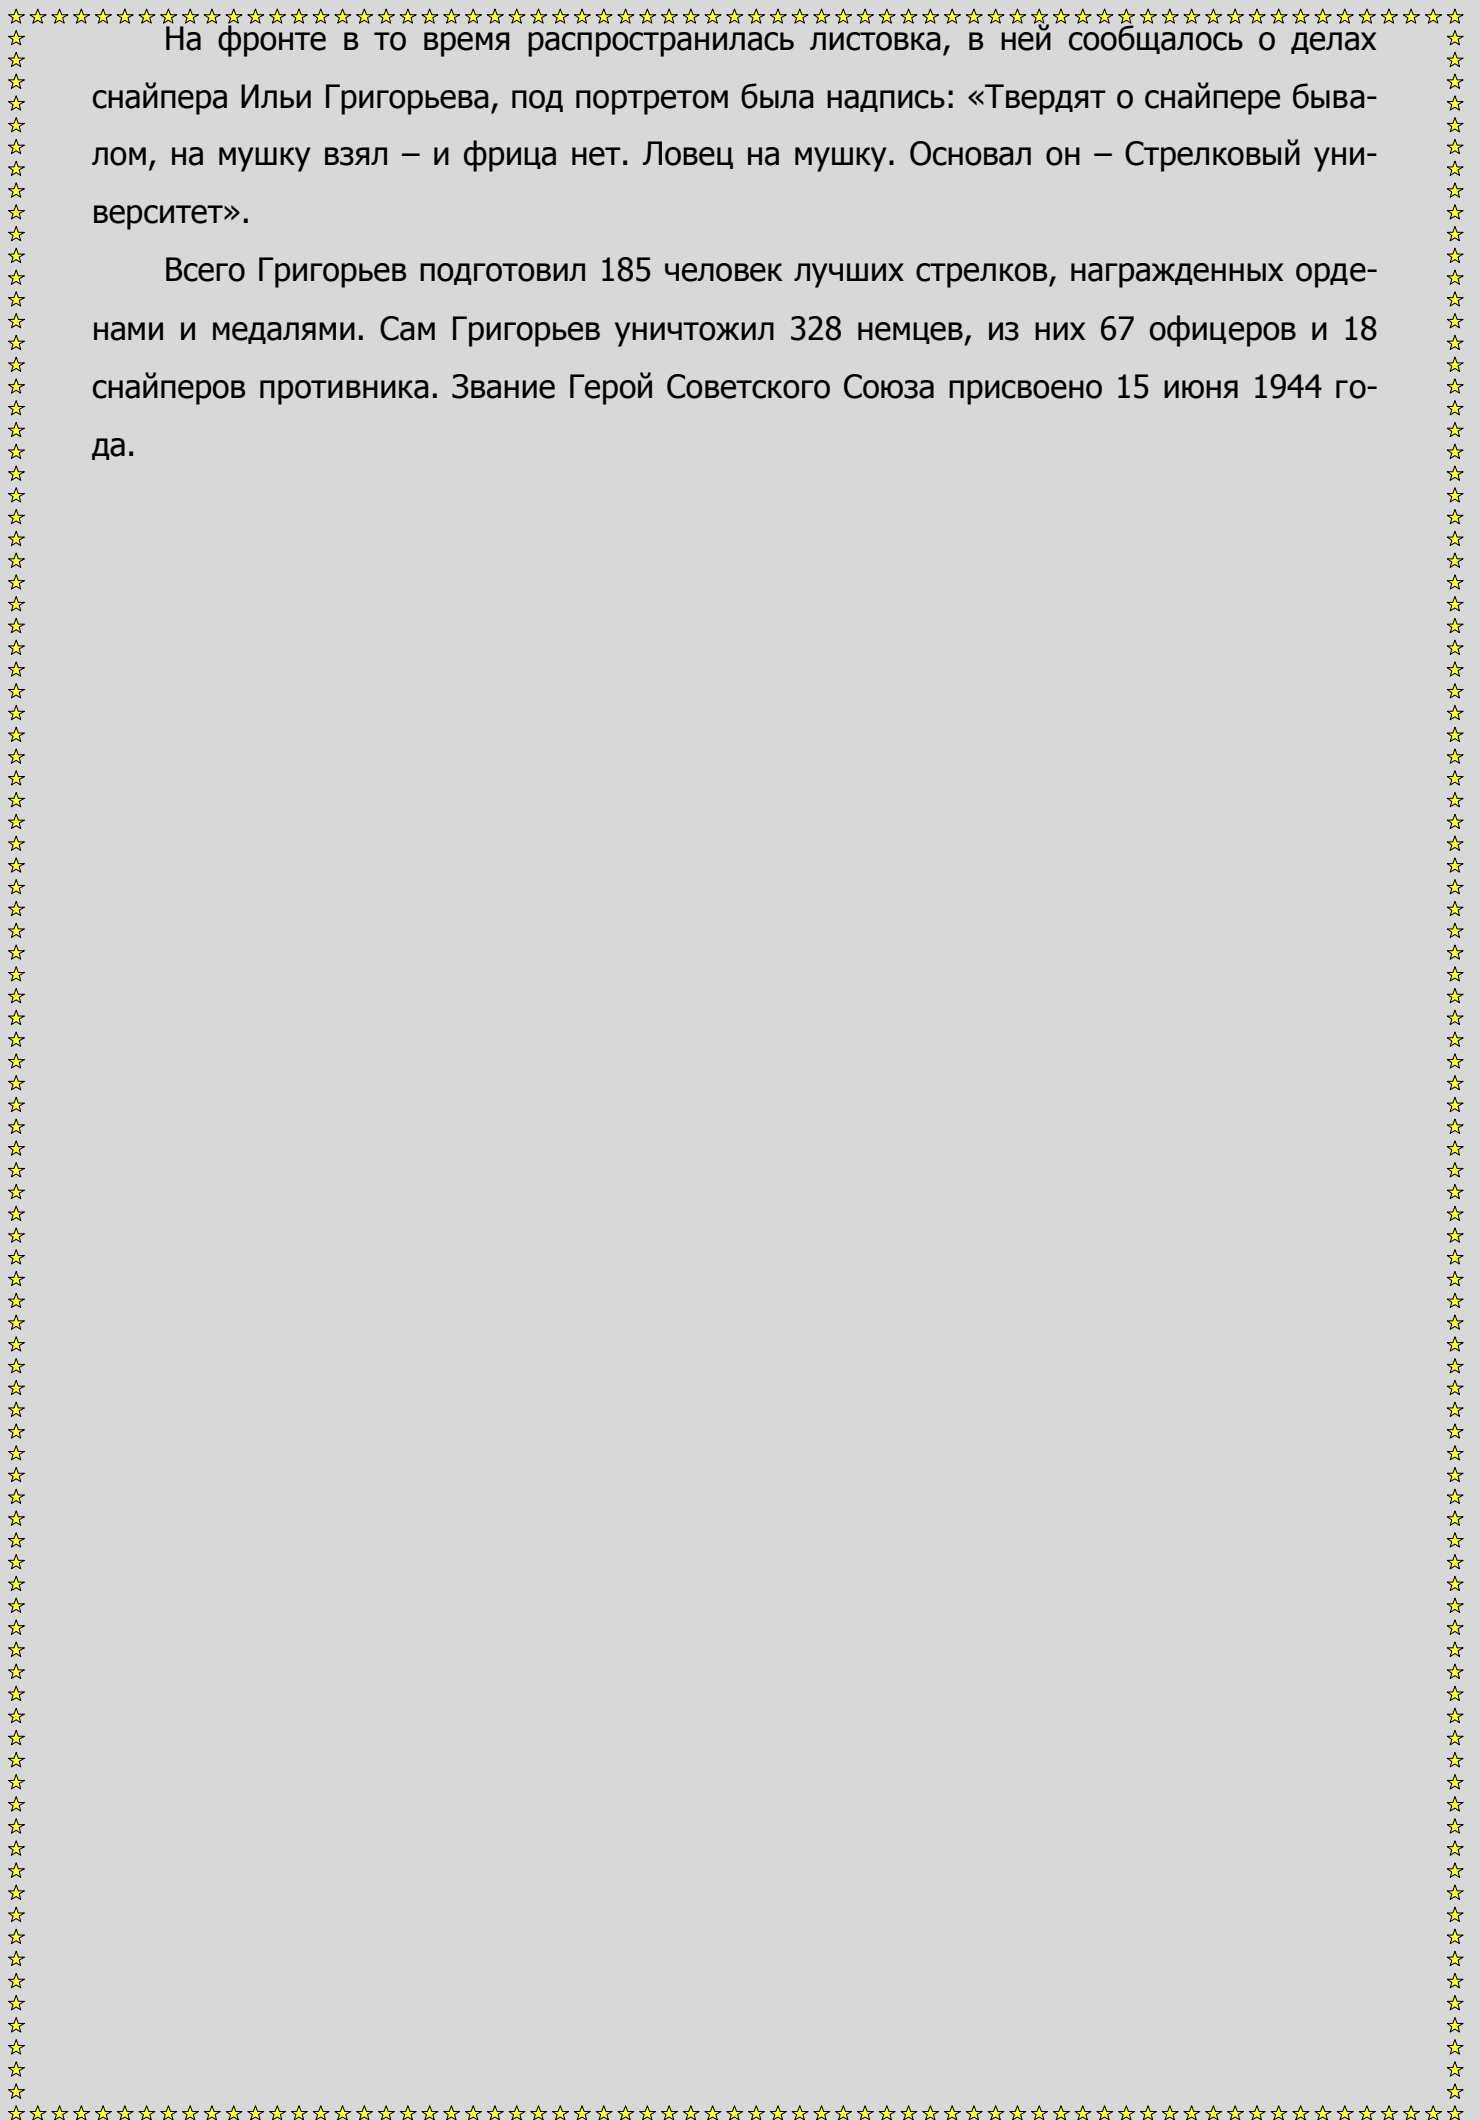 На фронте в то время распространилась листовка, в ней сообщалось о делах
снайпера Ильи Григорьева, под портретом была надпись: «Твердят о снайпере быва-
лом, на мушку взял – и фрица нет. Ловец на мушку. Основал он – Стрелковый уни-
верситет».
Всего Григорьев подготовил 185 человек лучших стрелков, награжденных орде-
нами и медалями. Сам Григорьев уничтожил 328 немцев, из них 67 офицеров и 18
снайперов противника. Звание Герой Советского Союза присвоено 15 июня 1944 го-
да.